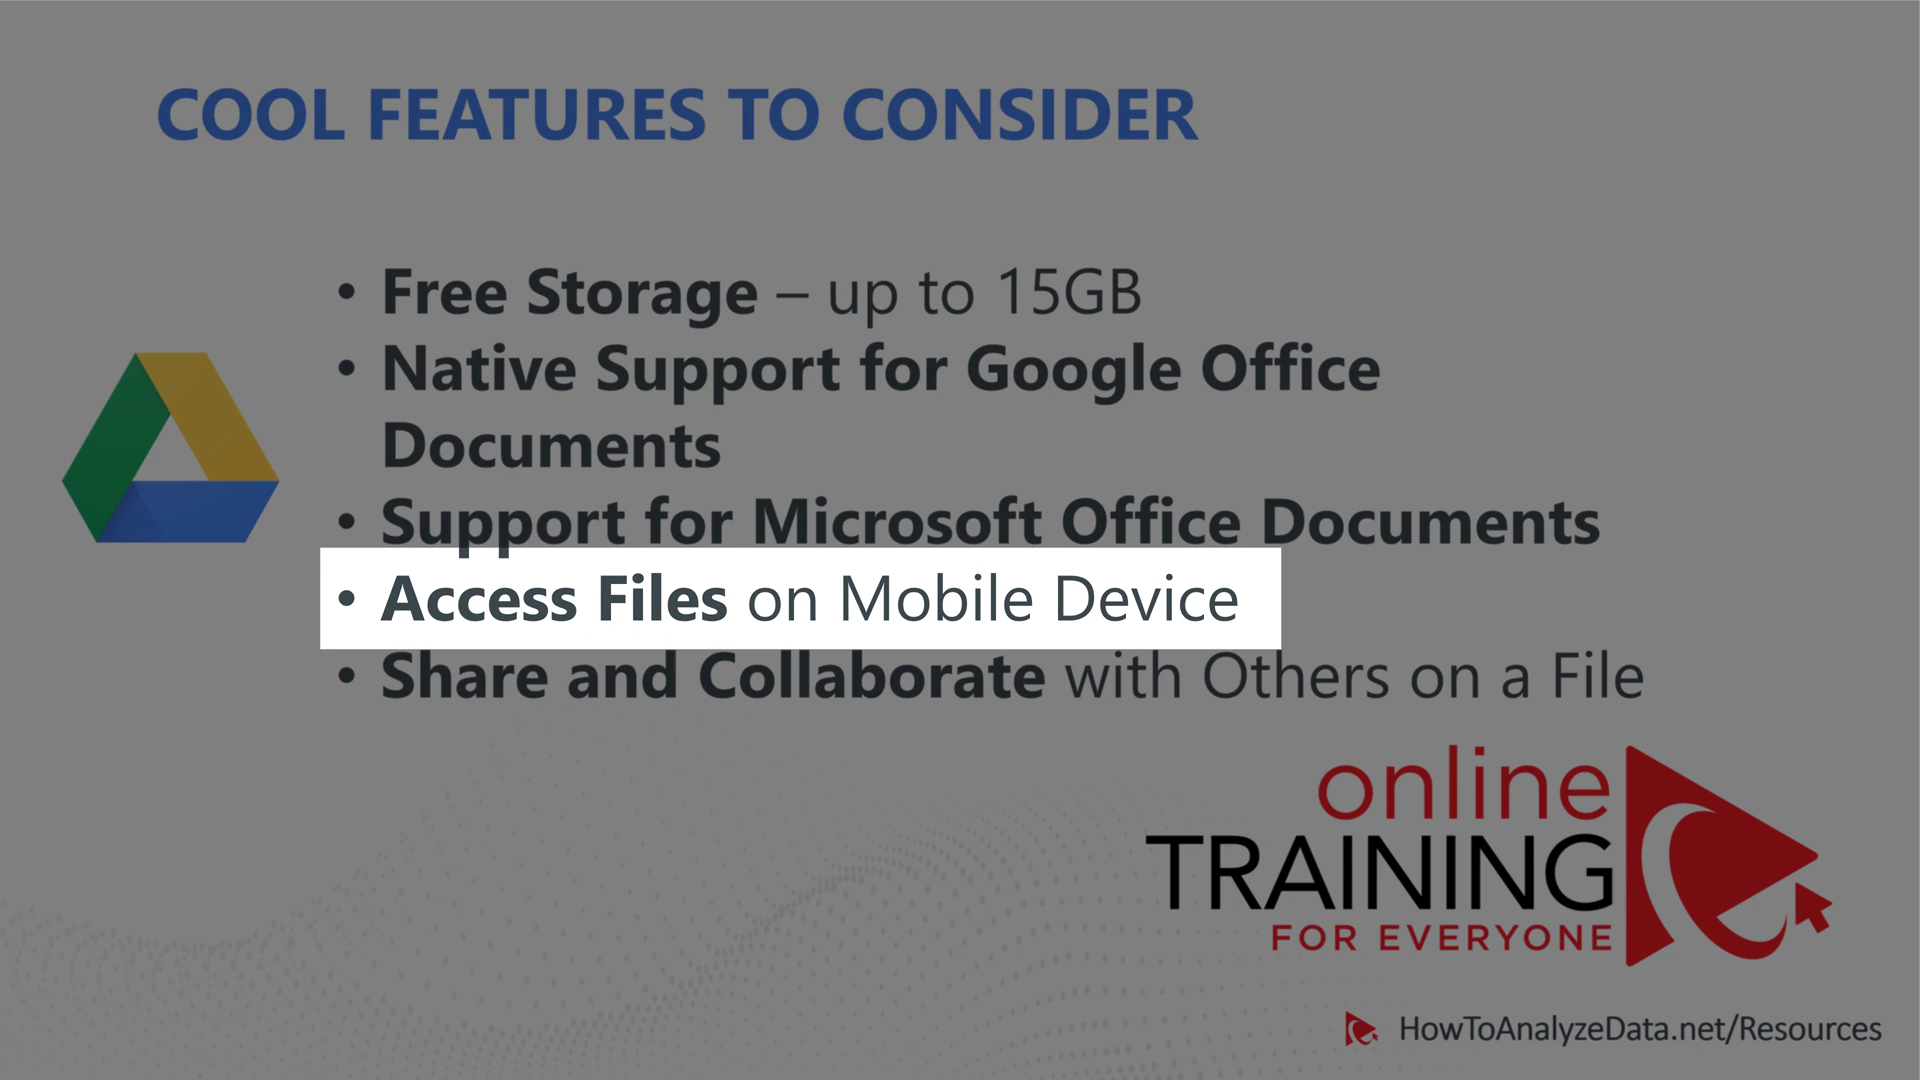 COOL FEATURES TO CONSIDER
• Free Storage – up to 15GB
• Native Support for Google Office
Documents
• Support for Microsoft Office Documents
• Access Files on Mobile Device
• Share and Collaborate with Others on a File
online
TRAINING
FOR EVERYONE
HowToAnalyzeData.net/Resources